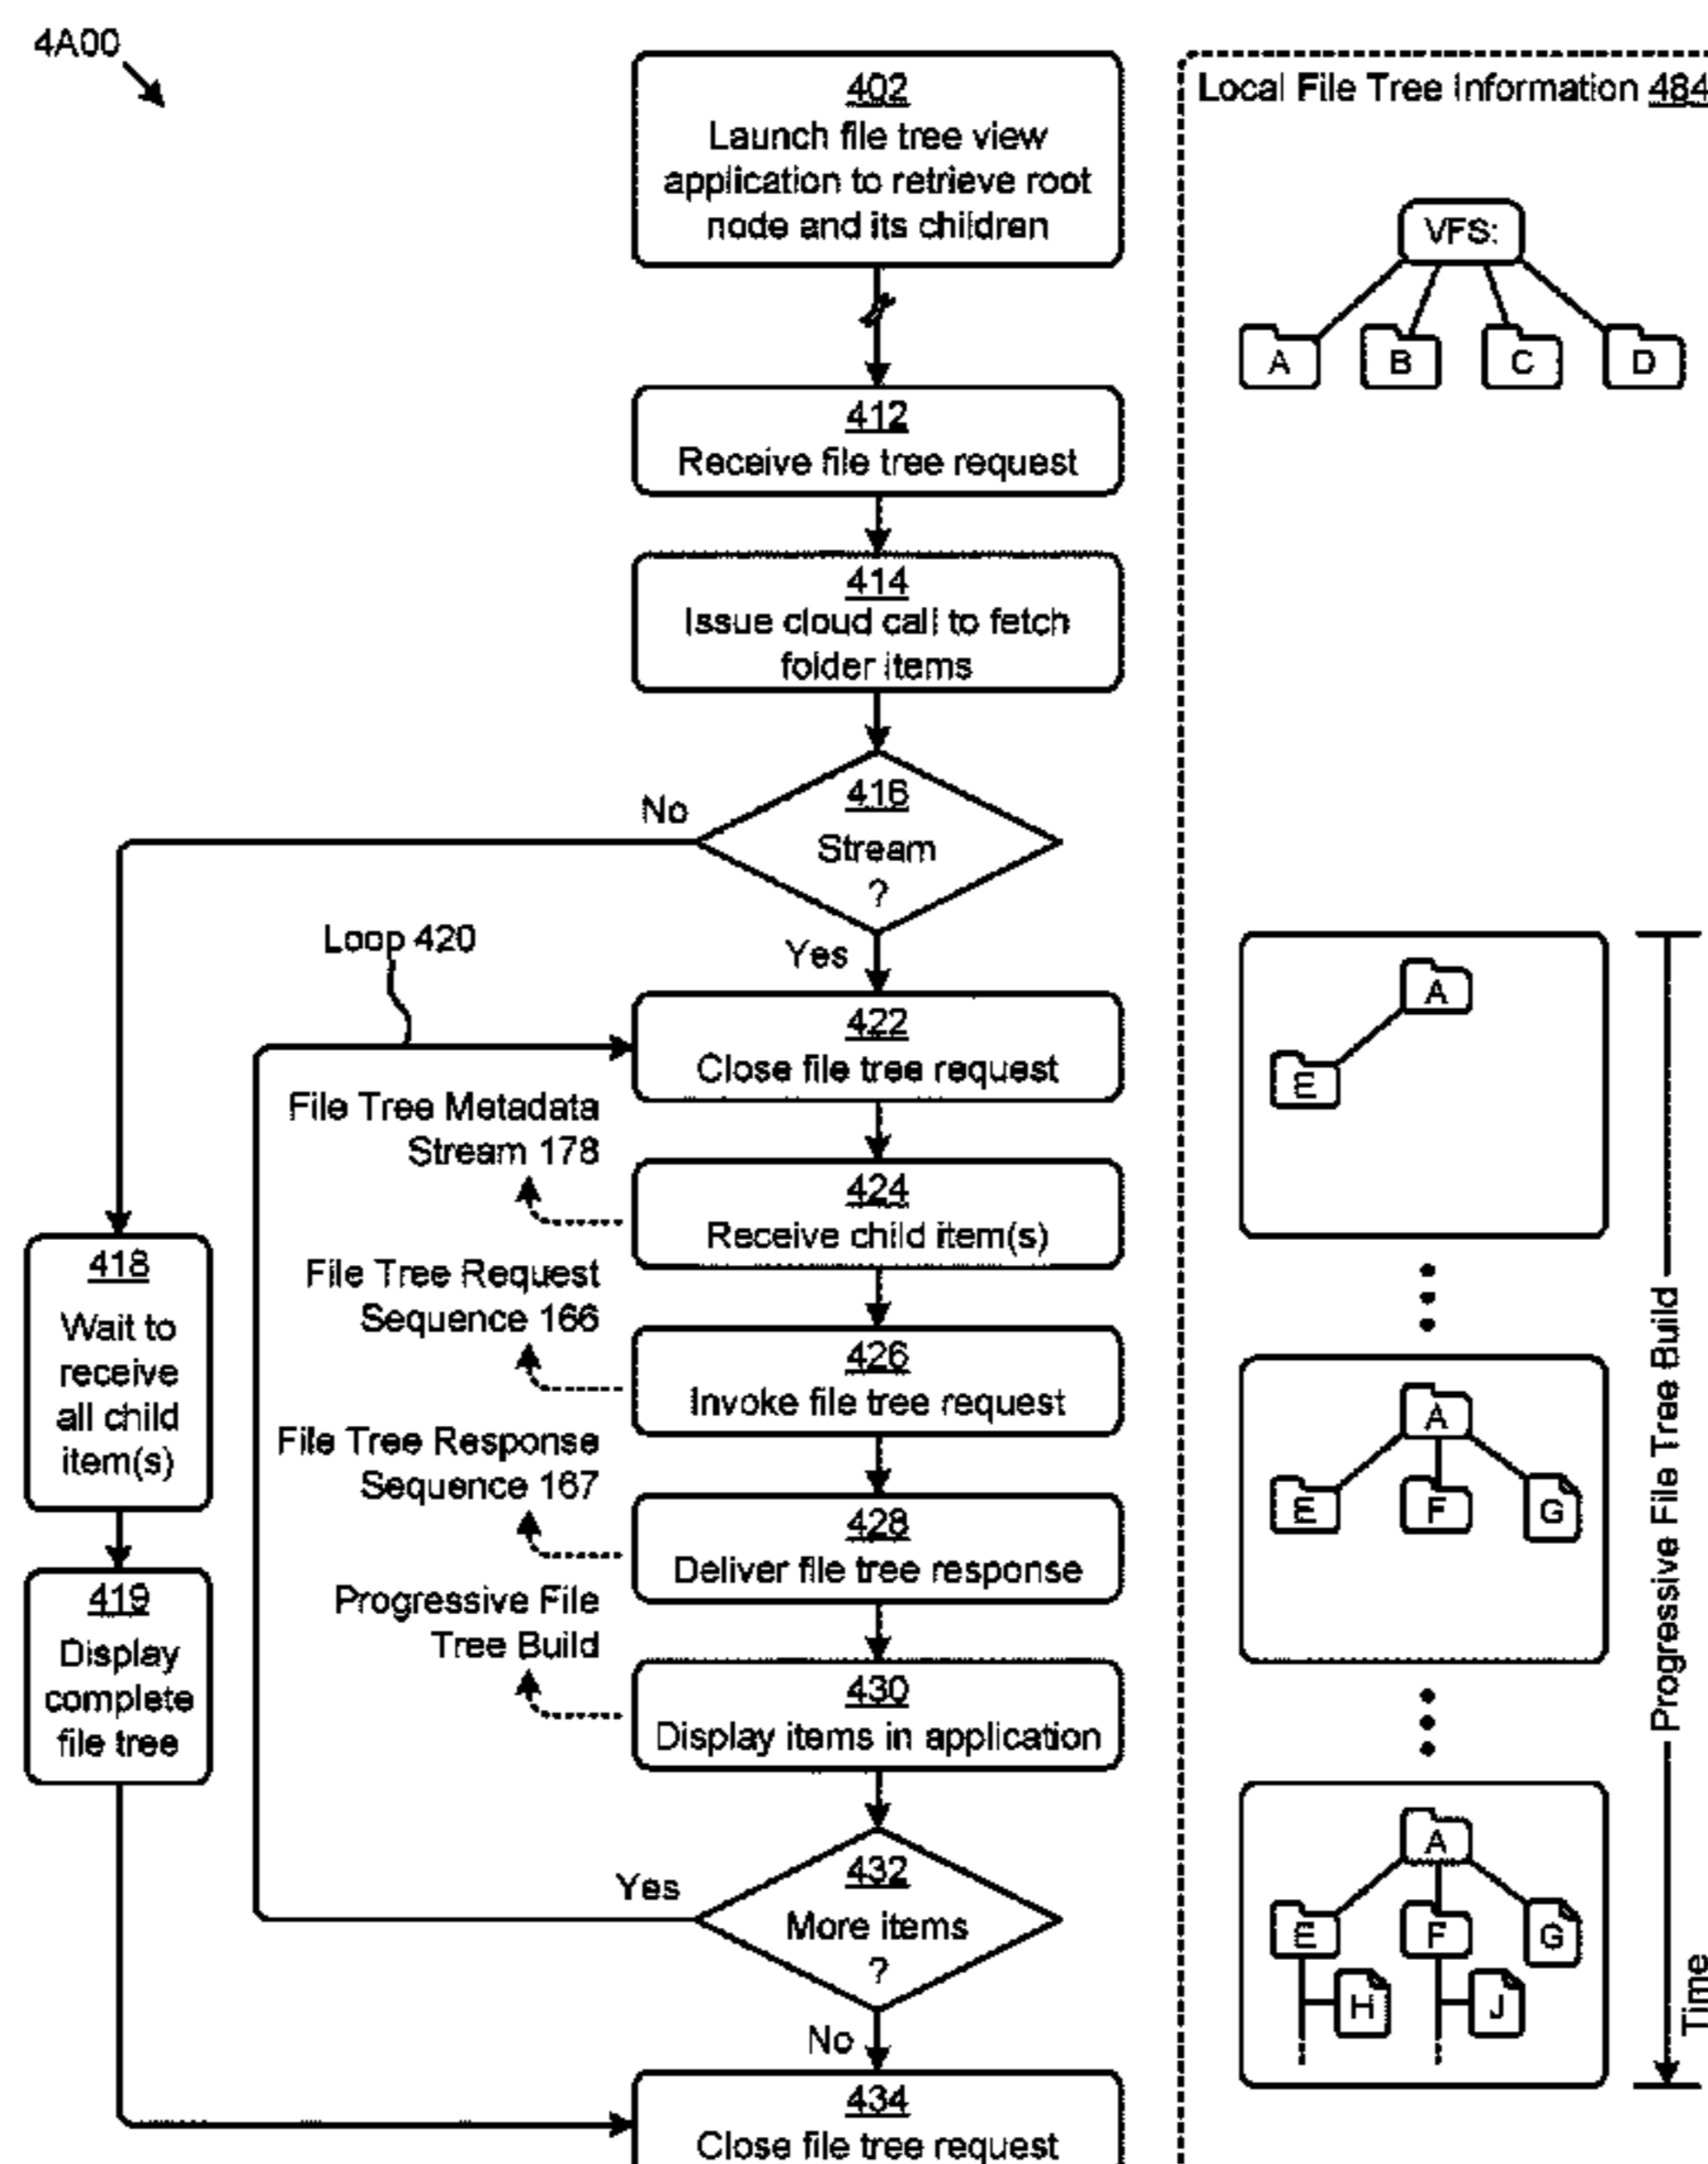 4A00
402
Launch file tree view
application to retrieve root
node and its children
412
Receive file tree request
414
Issue cloud call to fetch
folder items
416
Stream
?
No
Yes
Loop 420
422
Close file tree request
File Tree Metadata
Stream 178
424
Receive child item(s)
File Tree Request
Sequence 166
426
Invoke file tree request
File Tree Response
Sequence 167
428
Deliver file tree response
Progressive File
Tree Build
430
Display items in application
418
Wait to
receive
all child
item(s)
419
Display
complete
file tree
432
More items
?
Yes
No
434
Close file tree request
Local File Tree Information 484
VFS:
A
B
C
D
A
E
A
E
F
G
A
E
F
G
H
J
Progressive File Tree Build
Time